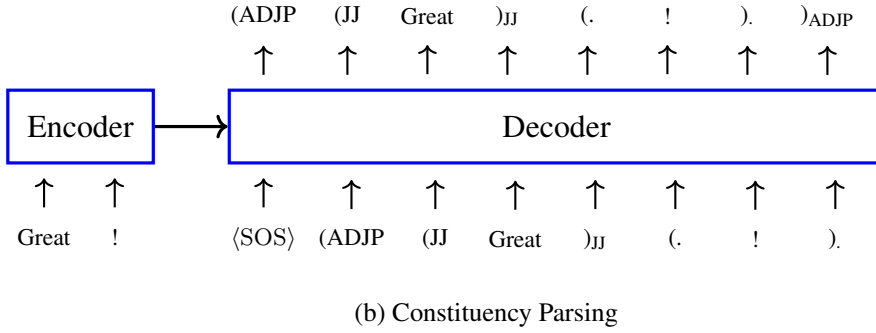 (ADJP (JJ Great )JJ (. ! ). )ADJP
Encoder Decoder
Great ! ⟨SOS⟩ (ADJP (JJ Great )JJ (. ! ).
(b) Constituency Parsing